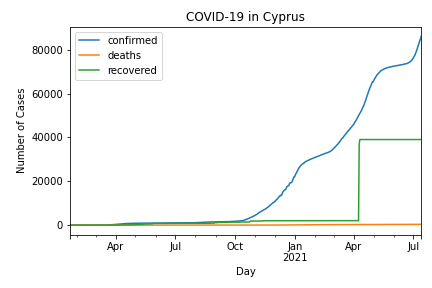 COVID-19 in Cyprus
confirmed
deaths
recovered
Number of Cases
80000
60000
40000
20000
0
Apr
Jul
Oct
Jan
2021
Apr
Jul
Day